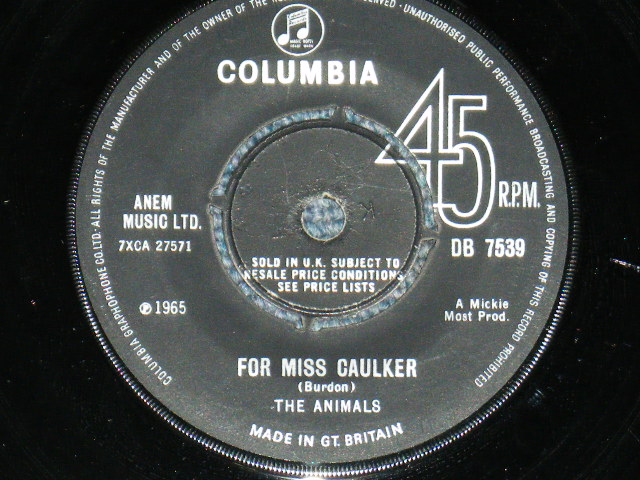 COLUMBIA GRAPHOPHONE CO.LTD.·ALL RIGHTS OF THE MANUFACTURER AND OF THE OWNER OF THE RESERVED·UNAUTHORISED PUBLIC PERFORMANCE BROADCASTING AND COPYING OF THIS RECORD PROHIBITED
COLUMBIA
45
R.P.M.
ANEM
MUSIC LTD.
7XCA 27571
DB 7539
SOLD IN U.K. SUBJECT TO
RESALE PRICE CONDITIONS
SEE PRICE LISTS
℗ 1965
A Mickie
Most Prod.
FOR MISS CAULKER
(Burdon)
THE ANIMALS
MADE IN GT. BRITAIN